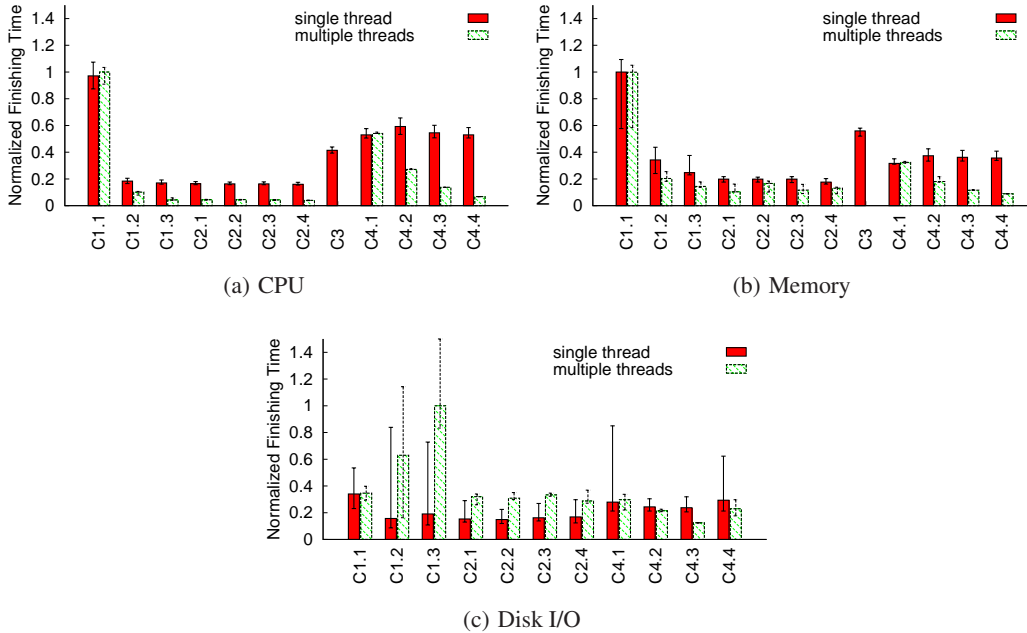 Normalized Finishing Time
1.4
1.2
1
0.8
0.6
0.4
0.2
0
single thread
multiple threads
C1.1
C1.2
C1.3
C2.1
C2.2
C2.3
C2.4
C3
C4.1
C4.2
C4.3
C4.4
(a) CPU
Normalized Finishing Time
1.4
1.2
1
0.8
0.6
0.4
0.2
0
single thread
multiple threads
C1.1
C1.2
C1.3
C2.1
C2.2
C2.3
C2.4
C3
C4.1
C4.2
C4.3
C4.4
(b) Memory
Normalized Finishing Time
1.4
1.2
1
0.8
0.6
0.4
0.2
0
single thread
multiple threads
C1.1
C1.2
C1.3
C2.1
C2.2
C2.3
C2.4
C4.1
C4.2
C4.3
C4.4
(c) Disk I/O